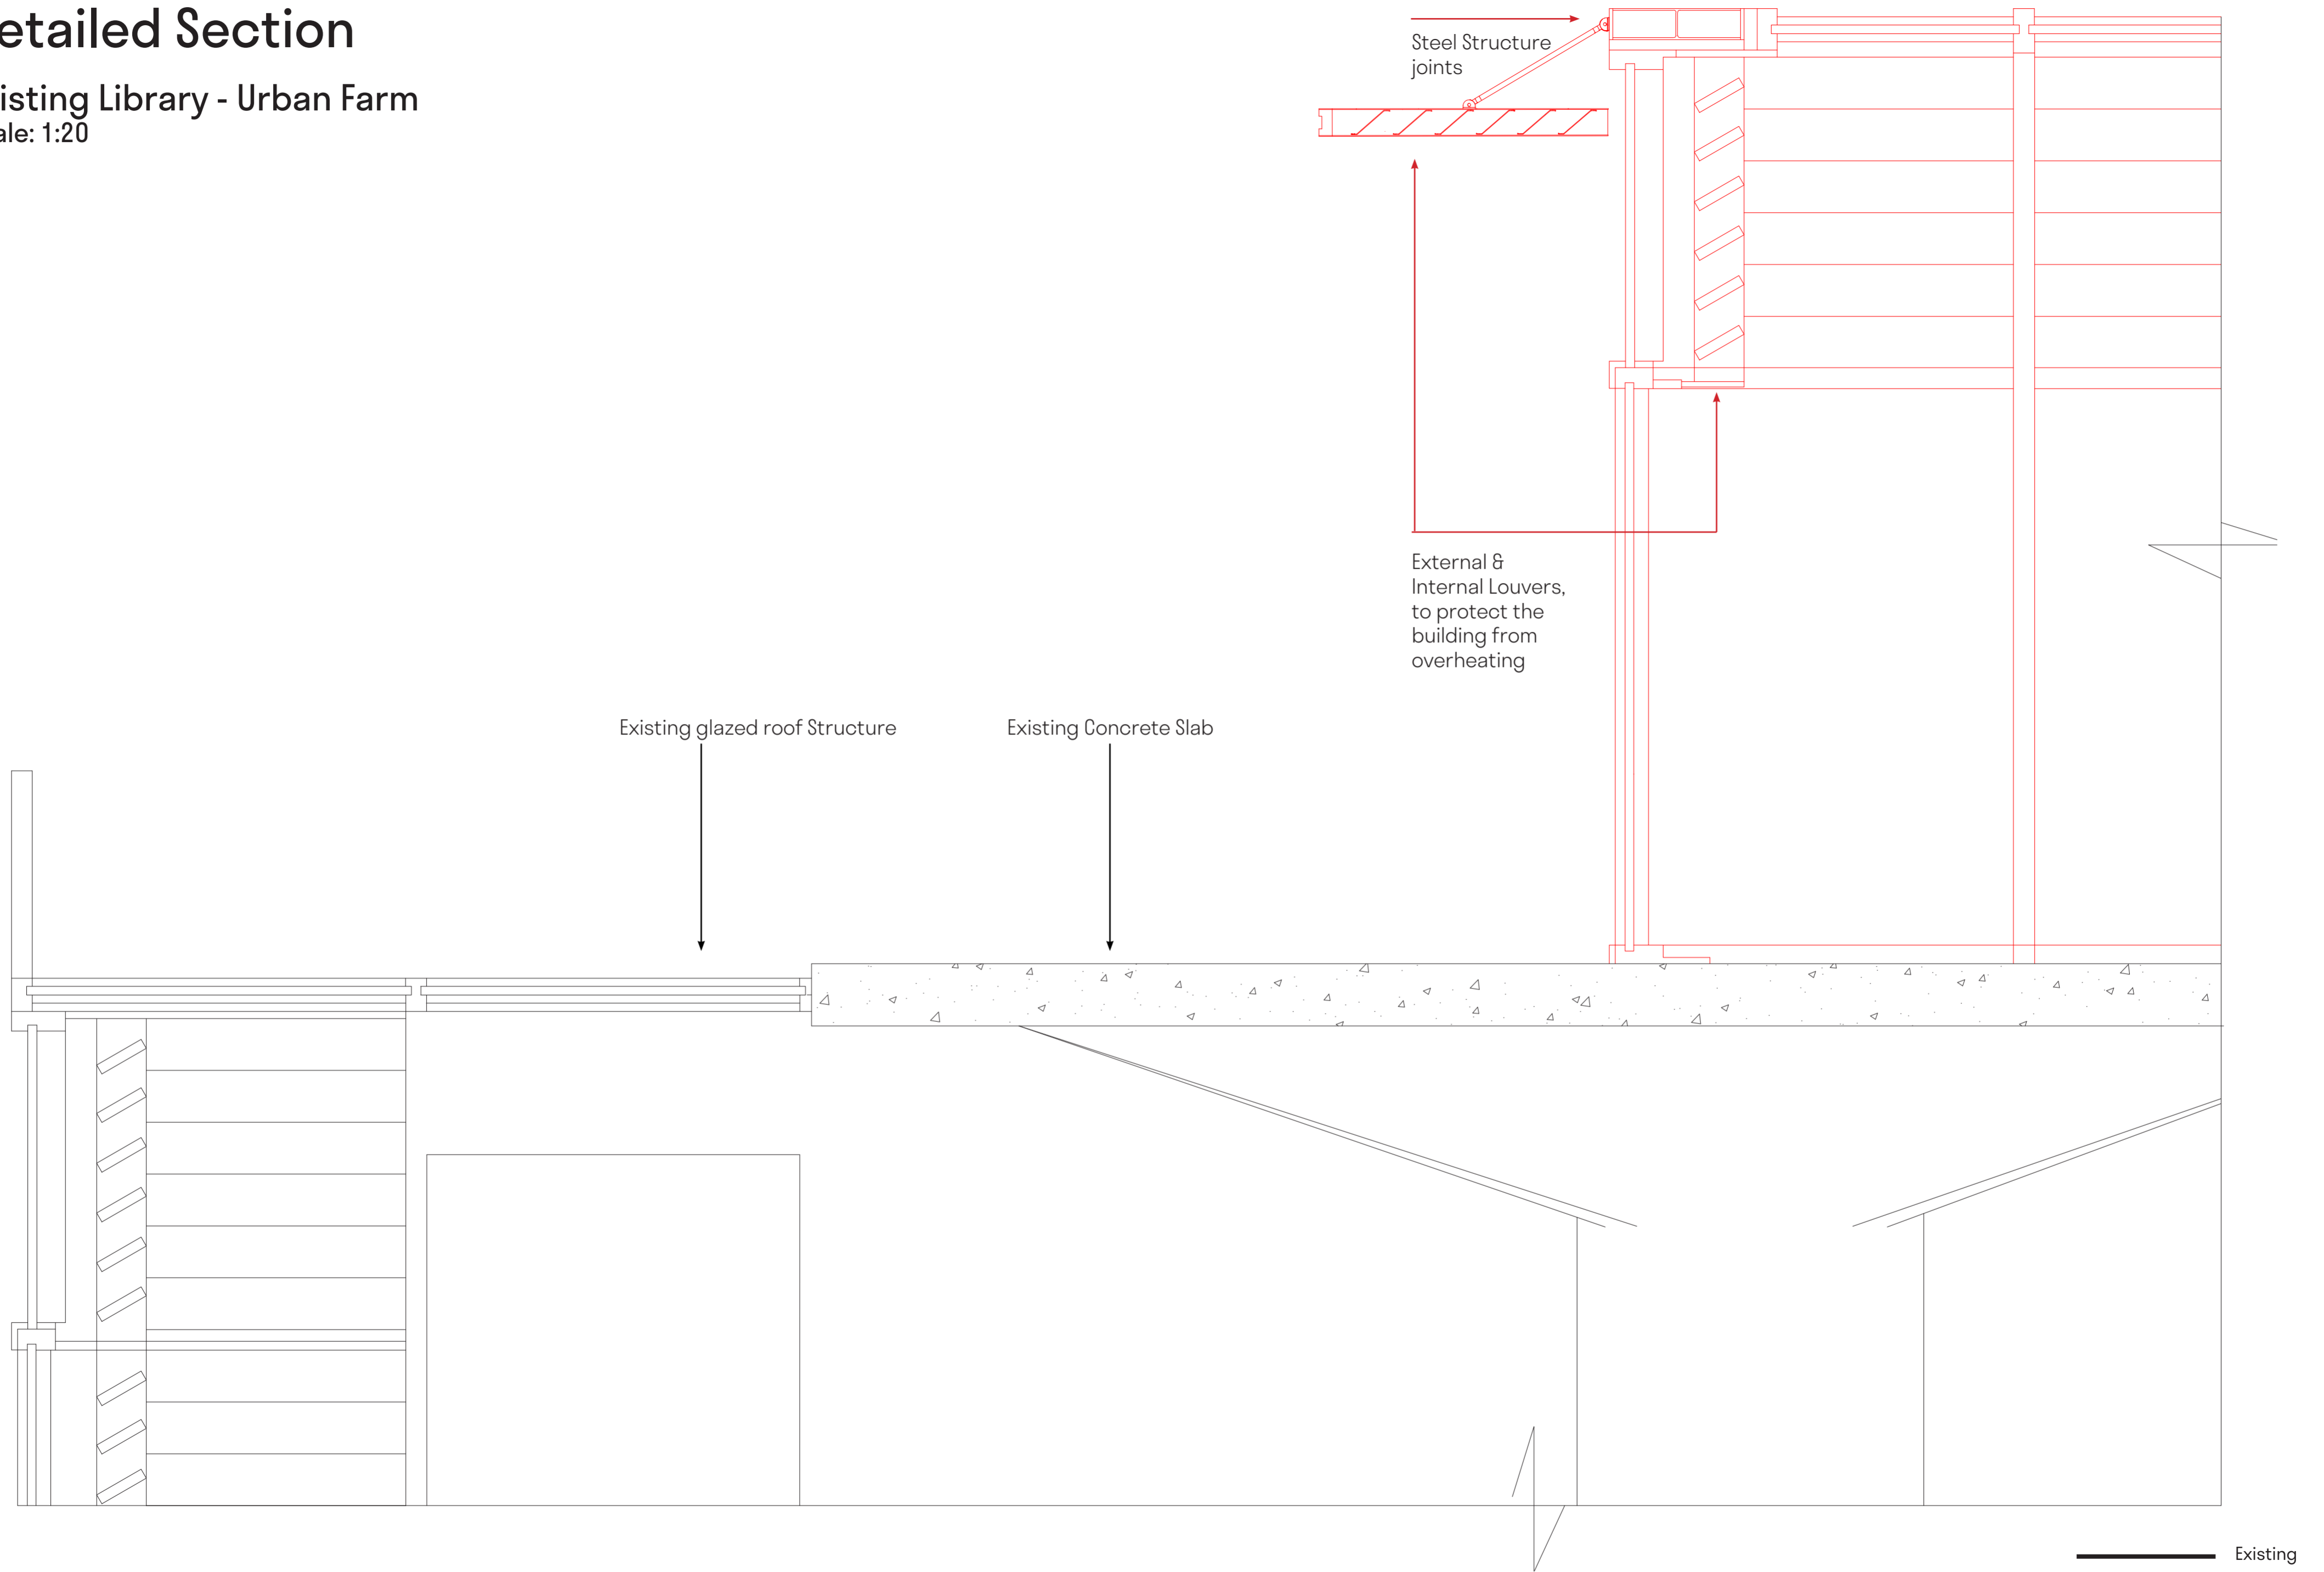 etailed Section
isting Library - Urban Farm
ale: 1:20
Steel Structure
joints
External &
Internal Louvers,
to protect the
building from
overheating
Existing glazed roof Structure
Existing Concrete Slab
Existing